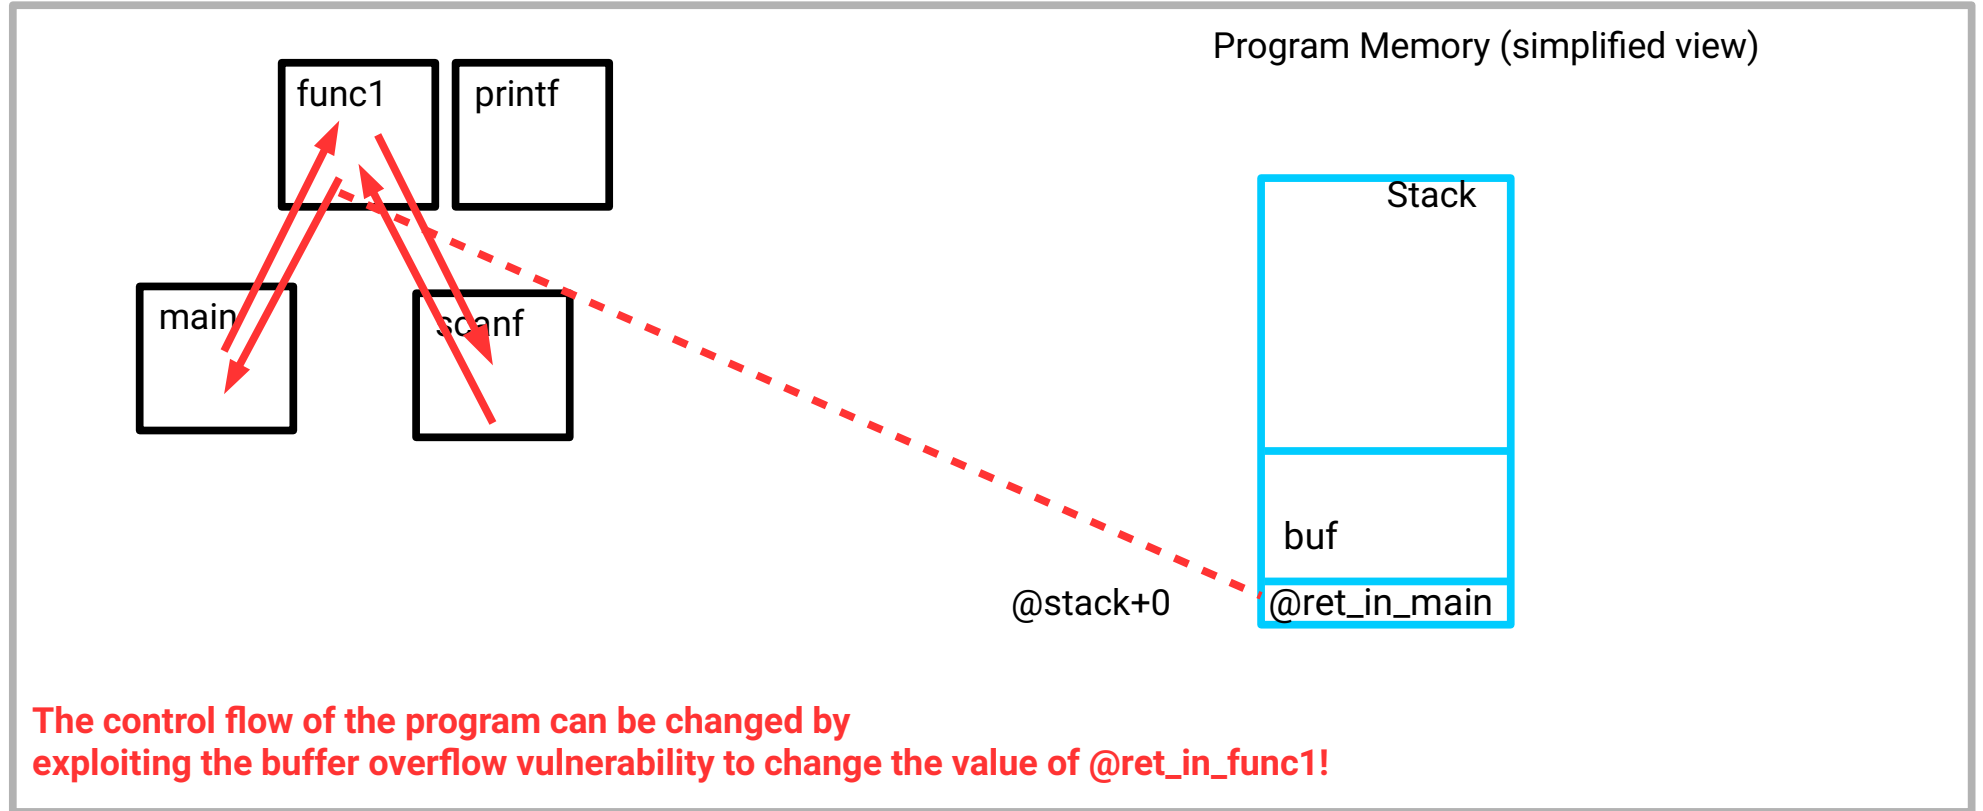 Program Memory (simplified view)
func1
printf
Stack
main
scanf
buf
@stack+0
@ret_in_main
The control flow of the program can be changed by
exploiting the buffer overflow vulnerability to change the value of @ret_in_func1!